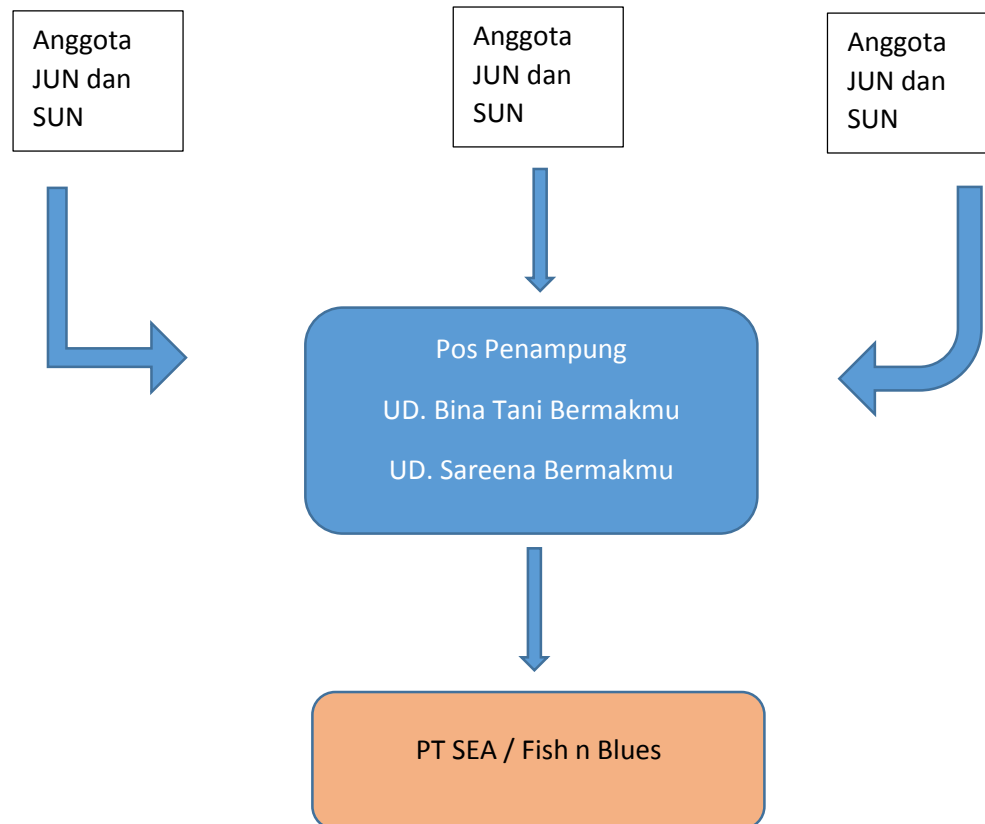 Anggota
JUN dan
SUN
Anggota
JUN dan
SUN
Anggota
JUN dan
SUN
Pos Penampung
UD. Bina Tani Bermakmu
UD. Sareena Bermakmu
PT SEA / Fish n Blues